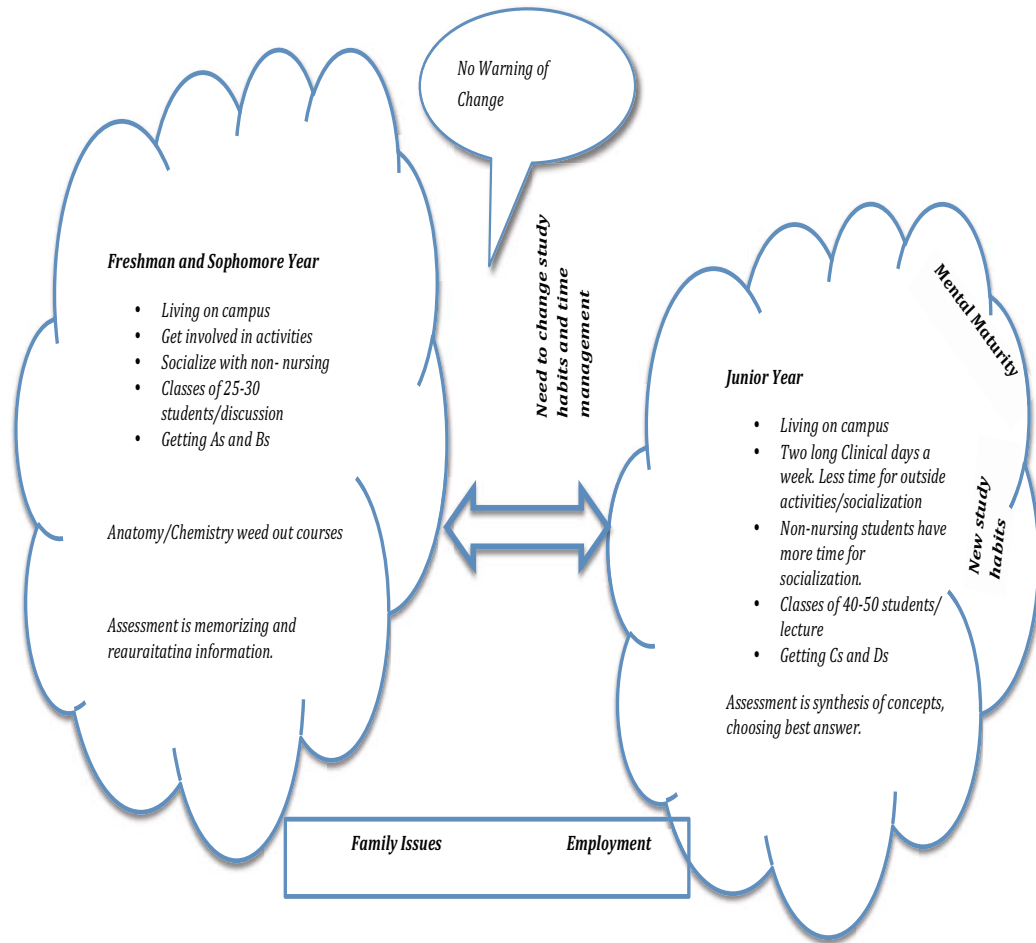 No Warning of
Change
Freshman and Sophomore Year
• Living on campus
• Get involved in activities
• Socialize with non- nursing
• Classes of 25-30
students/discussion
• Getting As and Bs
Anatomy/Chemistry weed out courses
Assessment is memorizing and
reauraitatina information.
Need to change study
habits and time
management
Junior Year
• Living on campus
• Two long Clinical days a
week. Less time for outside
activities/socialization
• Non-nursing students have
more time for
socialization.
• Classes of 40-50 students/
lecture
• Getting Cs and Ds
Assessment is synthesis of concepts,
choosing best answer.
Mental Maturity
New study
habits
Family Issues Employment